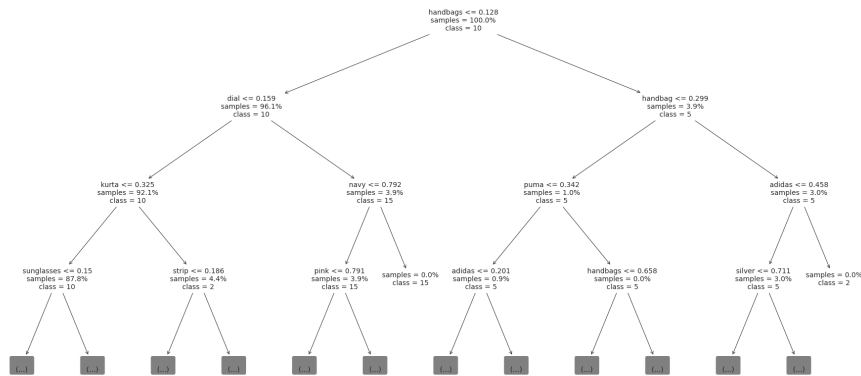 handbags <= 0.128
samples = 100.0%
class = 10
dial <= 0.159
samples = 96.1%
class = 10
handbag <= 0.299
samples = 3.9%
class = 5
kurta <= 0.325
samples = 92.1%
class = 10
navy <= 0.792
samples = 3.9%
class = 15
puma <= 0.342
samples = 1.0%
class = 5
adidas <= 0.458
samples = 3.0%
class = 5
sunglasses <= 0.15
samples = 87.8%
class = 10
strip <= 0.186
samples = 4.4%
class = 2
pink <= 0.791
samples = 3.9%
class = 15
samples = 0.0%
class = 15
adidas <= 0.201
samples = 0.9%
class = 5
handbags <= 0.658
samples = 0.0%
class = 5
silver <= 0.711
samples = 3.0%
class = 5
samples = 0.0%
class = 2
(...)
(...)
(...)
(...)
(...)
(...)
(...)
(...)
(...)
(...)
(...)
(...)